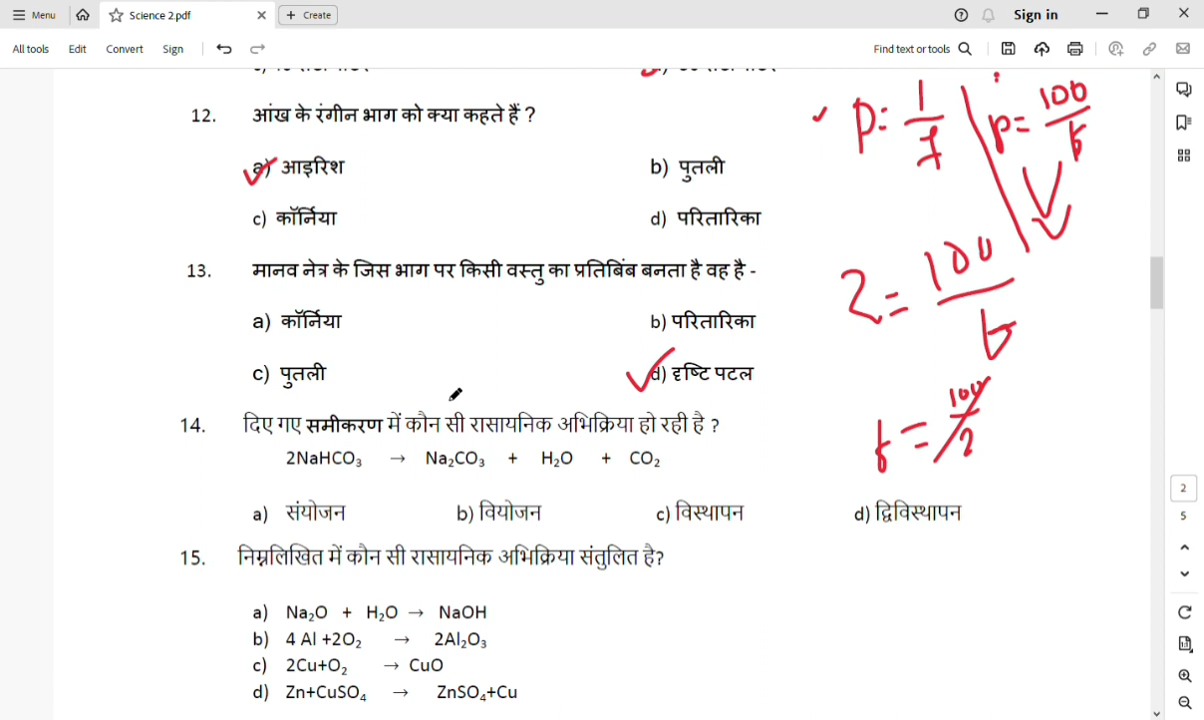 Menu Science 2.pdf + Create Sign in
All tools Edit Convert Sign Find text or tools
12. आंख के रंगीन भाग को क्या कहते हैं ?
a) आइरिश b) पुतली
c) कॉर्निया d) परितारिका
13. मानव नेत्र के जिस भाग पर किसी वस्तु का प्रतिबिंब बनता है वह है -
a) कॉर्निया b) परितारिका
c) पुतली d) दृष्टि पटल
14. दिए गए समीकरण में कौन सी रासायनिक अभिक्रिया हो रही है ?
2NaHCO₃ → Na₂CO₃ + H₂O + CO₂
a) संयोजन b) वियोजन c) विस्थापन d) द्विविस्थापन
15. निम्नलिखित में कौन सी रासायनिक अभिक्रिया संतुलित है?
a) Na₂O + H₂O → NaOH
b) 4 Al +2O₂ → 2Al₂O₃
c) 2Cu+O₂ → CuO
d) Zn+CuSO₄ → ZnSO₄+Cu
P = 1/f
P = 100/f
2 = 100/f
f = 100/2
2
5